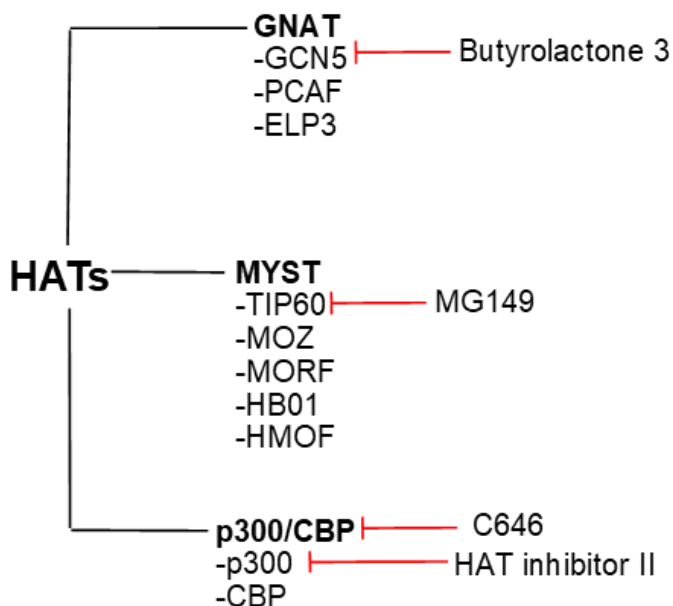 GNAT
-GCN5 Butyrolactone 3
-PCAF
-ELP3
HATs
MYST
-TIP60 MG149
-MOZ
-MORF
-HB01
-HMOF
p300/CBP C646
-p300 HAT inhibitor II
-CBP